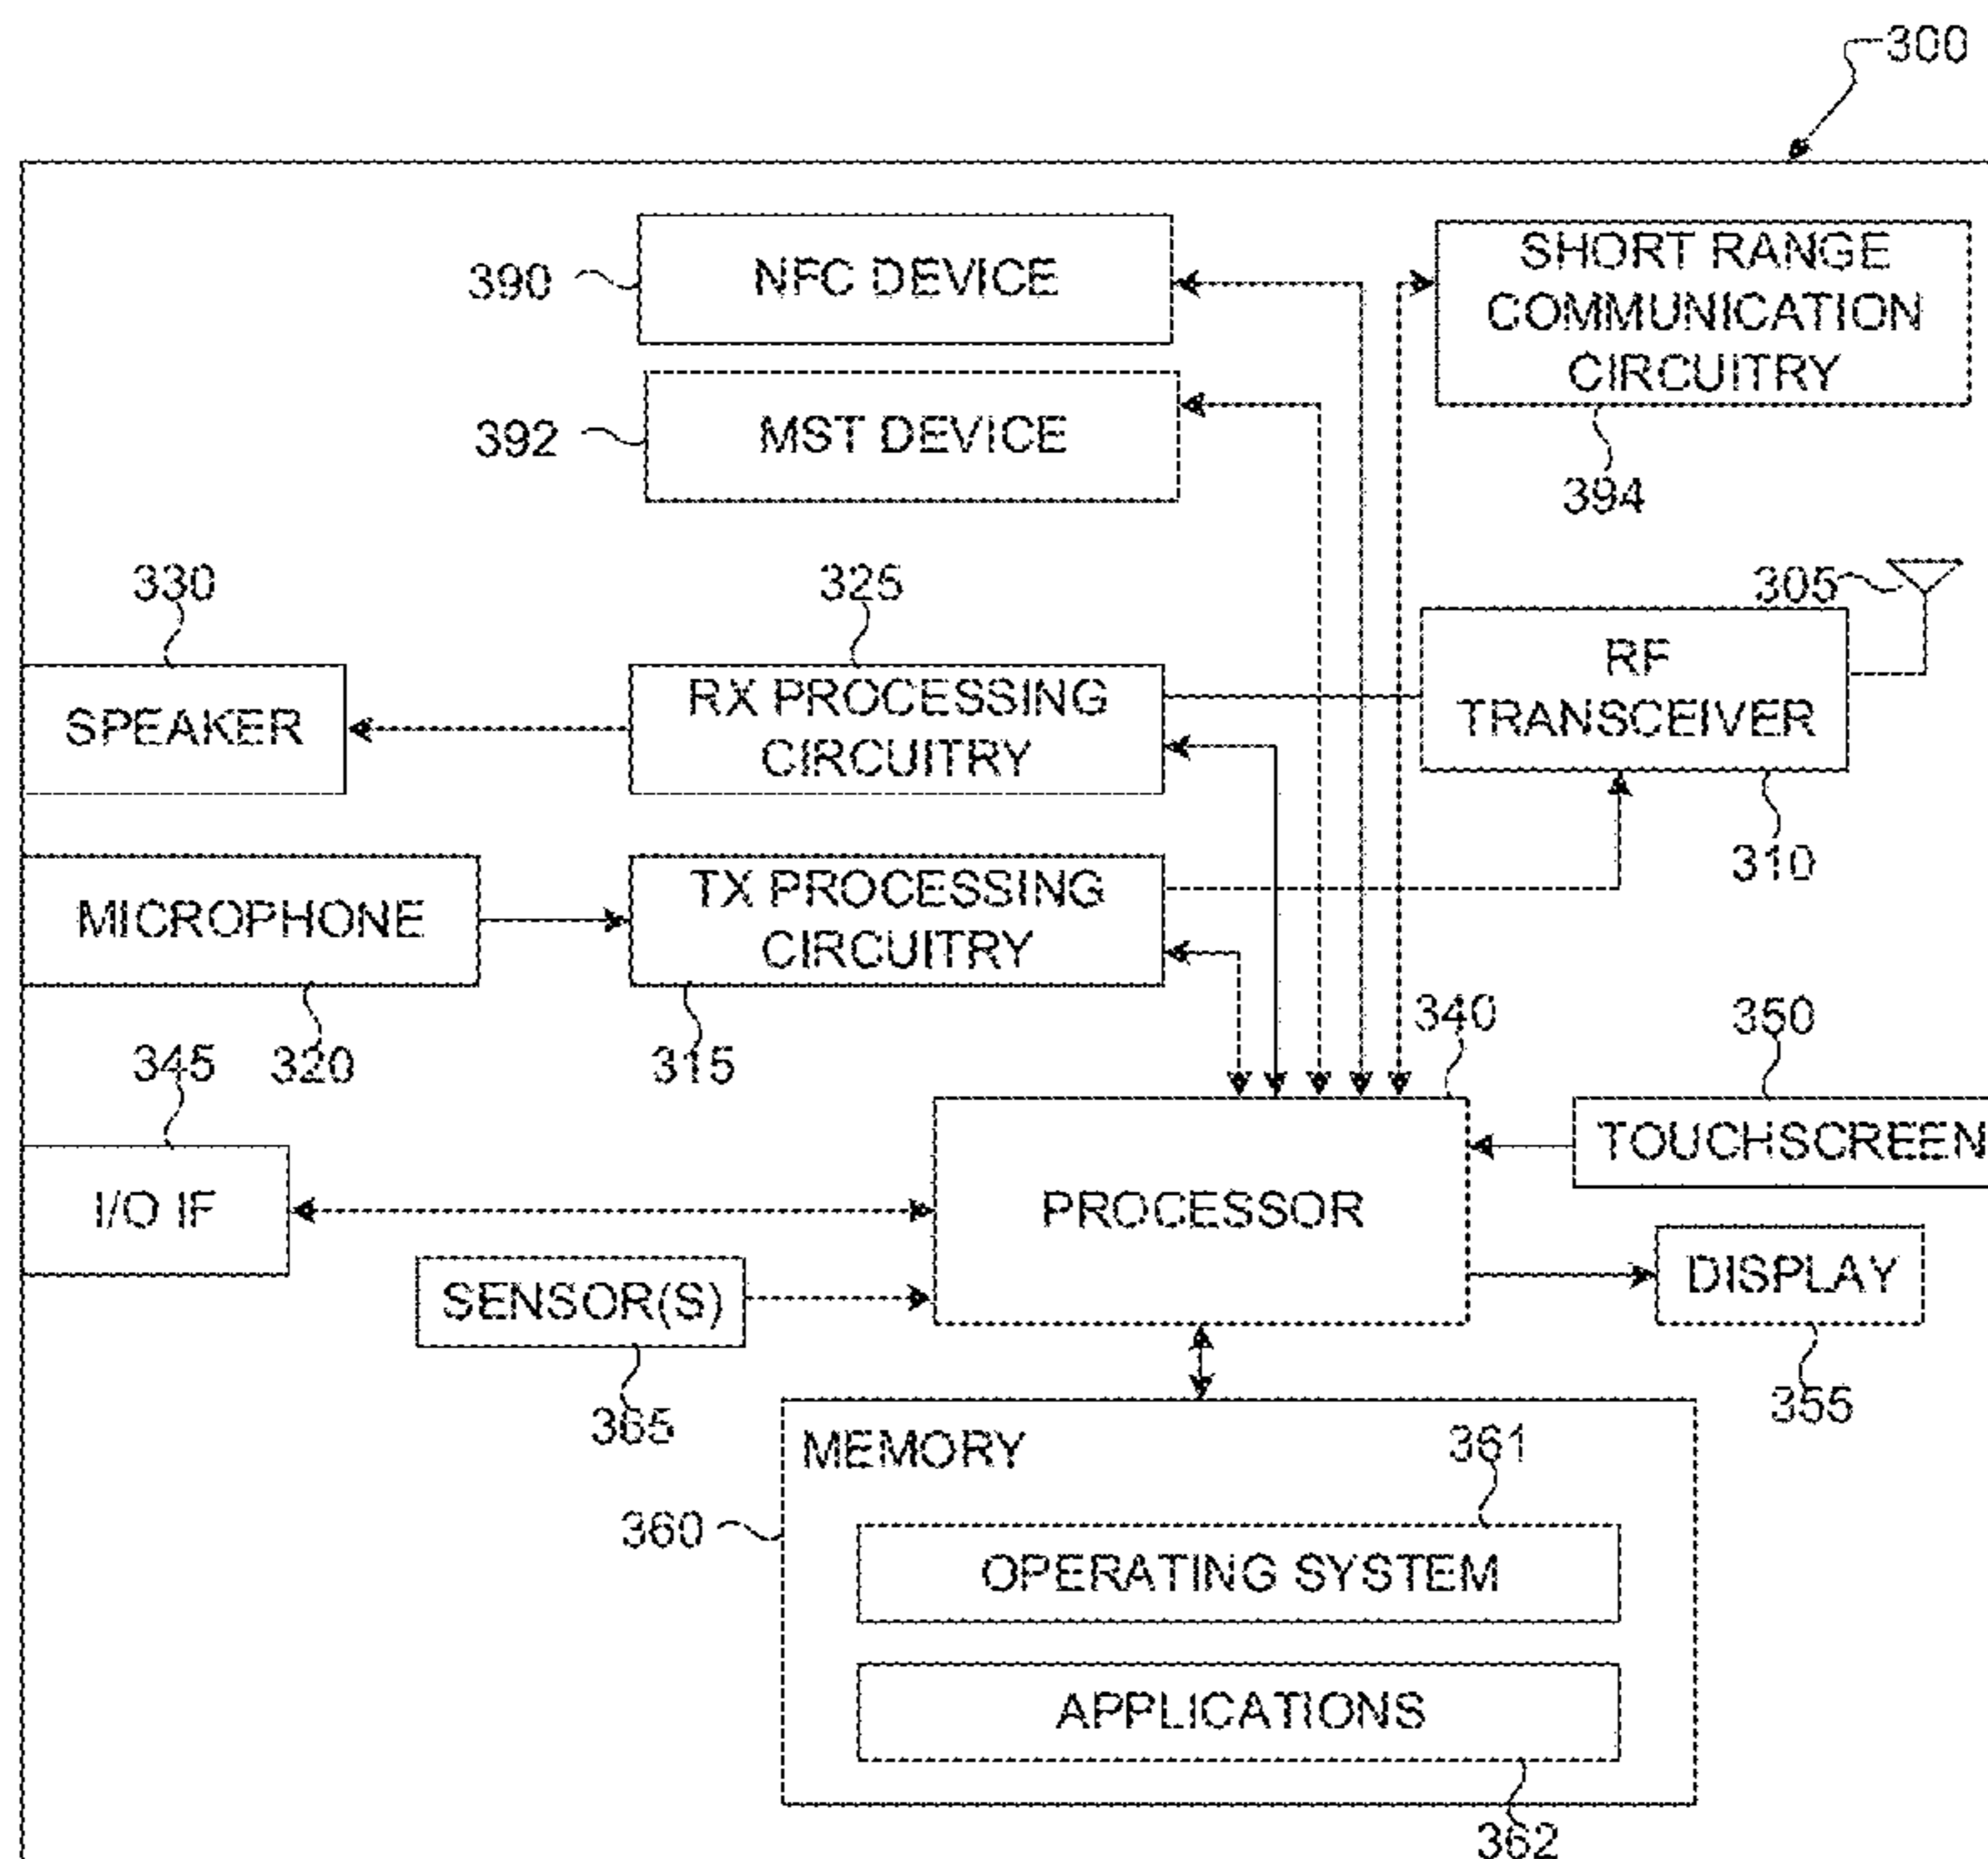 300
NFC DEVICE
390
SHORT RANGE
COMMUNICATION
CIRCUITRY
394
MST DEVICE
392
330
325
305
SPEAKER
RX PROCESSING
CIRCUITRY
RF
TRANSCEIVER
310
MICROPHONE
TX PROCESSING
CIRCUITRY
320
315
340
350
345
I/O IF
PROCESSOR
TOUCHSCREEN
SENSOR(S)
365
DISPLAY
355
MEMORY
360
361
OPERATING SYSTEM
APPLICATIONS
362